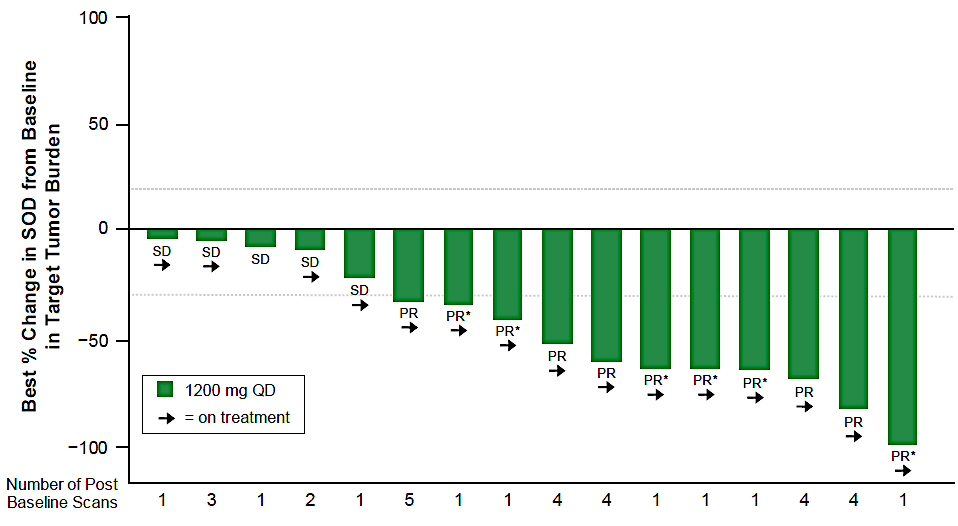 100
50
0
−50
−100
Best % Change in SOD from Baseline
in Target Tumor Burden
SD
SD
SD
SD
SD
PR
PR*
PR*
PR
PR
PR*
PR*
PR*
PR
PR
PR*
1200 mg QD
→ = on treatment
Number of Post
Baseline Scans
1 3 1 2 1 5 1 1 4 4 1 1 1 4 4 1